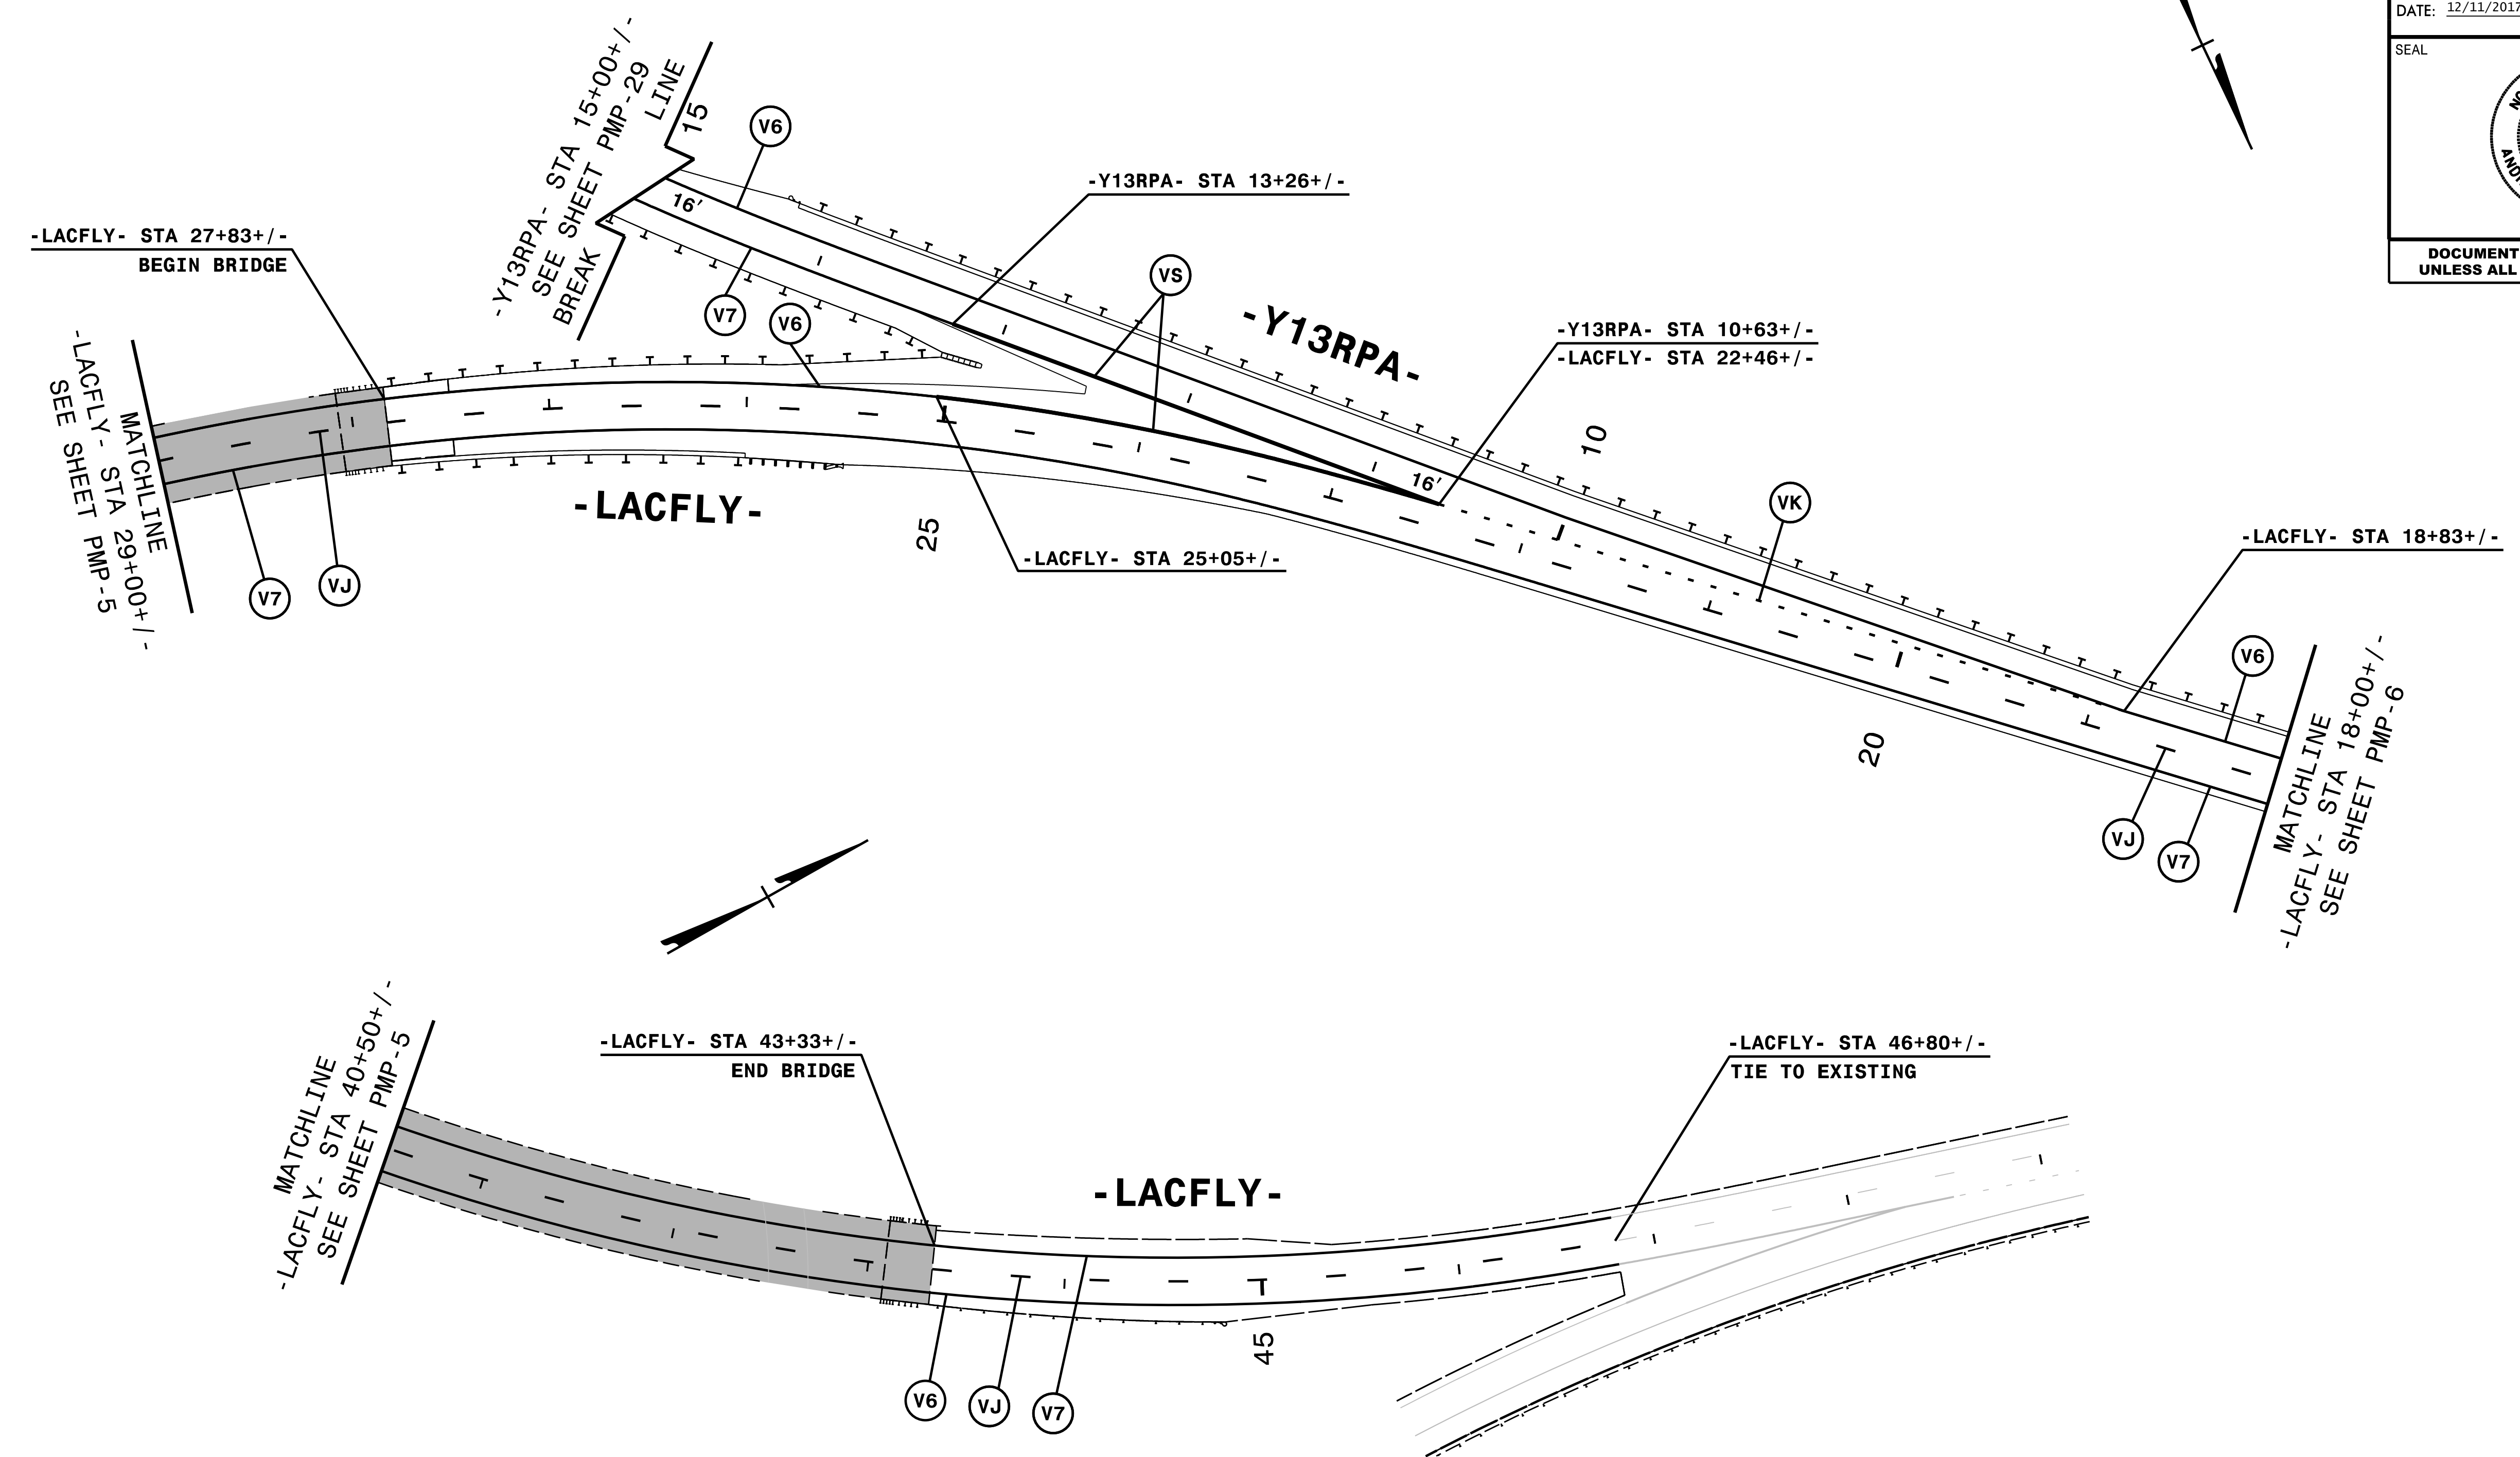 DATE: 12/11/2017
SEAL
DOCUMENT
UNLESS ALL
-Y13RPA- STA 15+00+/-
SEE SHEET PMP-29
BREAK LINE
15
V6
16'
-Y13RPA- STA 13+26+/-
-LACFLY- STA 27+83+/-
BEGIN BRIDGE
V7
V6
VS
-Y13RPA-
-Y13RPA- STA 10+63+/-
-LACFLY- STA 22+46+/-
MATCHLINE
-LACFLY- STA 29+00+/-
SEE SHEET PMP-5
16'
10
-LACFLY-
25
VK
-LACFLY- STA 25+05+/-
-LACFLY- STA 18+83+/-
V7
VJ
V6
20
VJ
V7
MATCHLINE
-LACFLY- STA 18+00+/-
SEE SHEET PMP-6
MATCHLINE
-LACFLY- STA 40+50+/-
SEE SHEET PMP-5
-LACFLY- STA 43+33+/-
END BRIDGE
-LACFLY- STA 46+80+/-
TIE TO EXISTING
-LACFLY-
45
V6
VJ
V7